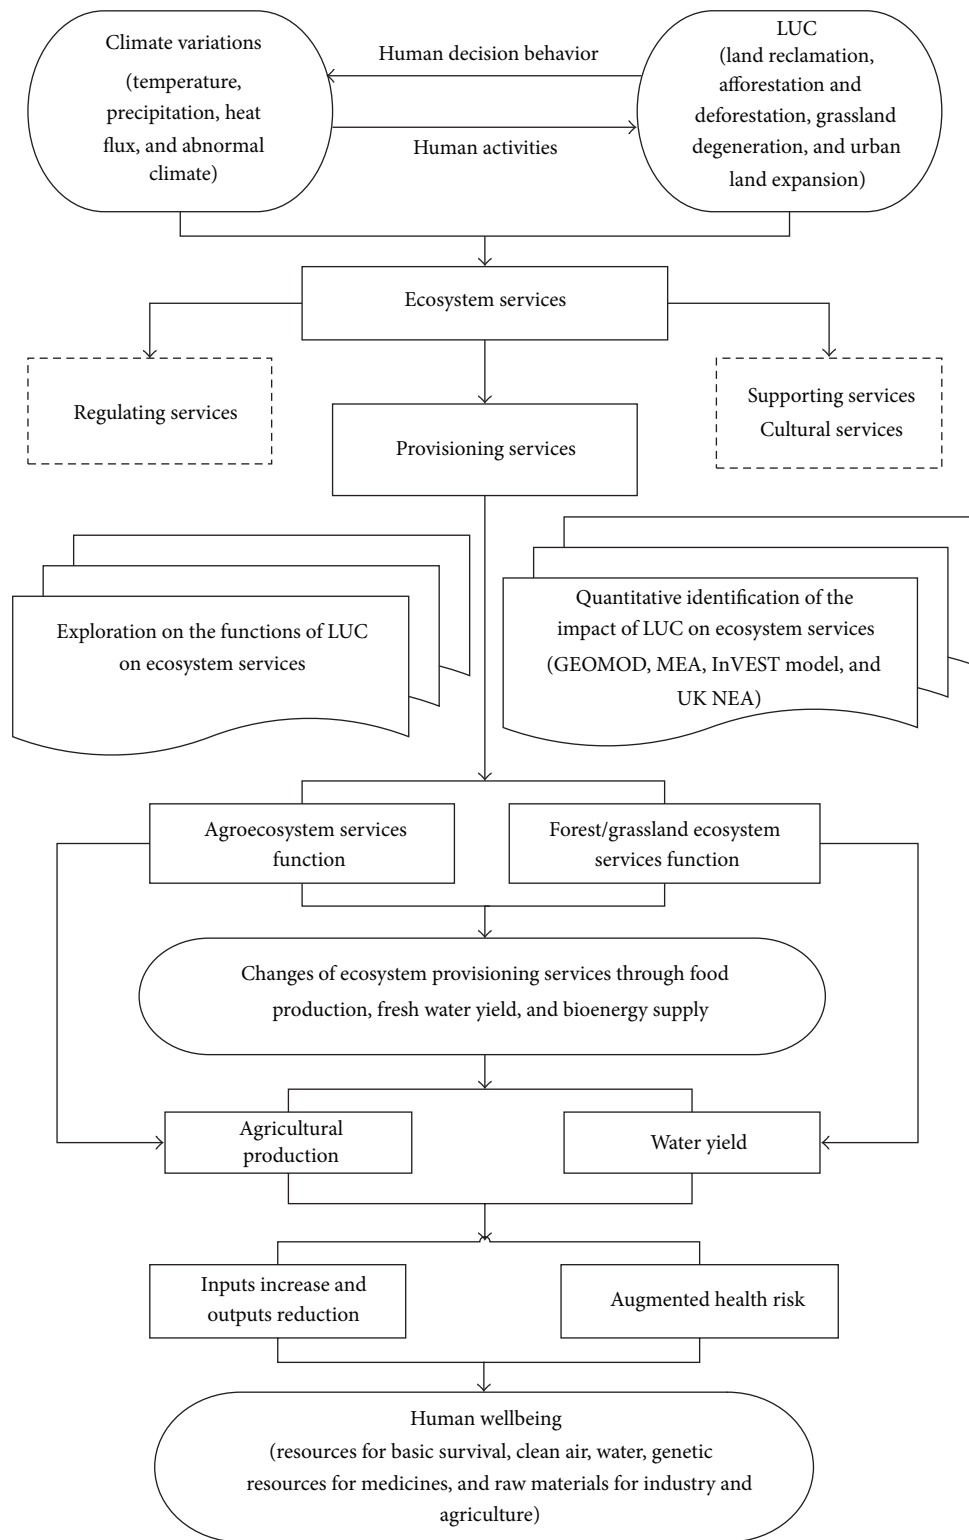 Climate variations
(temperature,
precipitation, heat
flux, and abnormal
climate)
Human decision behavior
Human activities
LUC
(land reclamation,
afforestation and
deforestation, grassland
degeneration, and urban
land expansion)
Ecosystem services
Regulating services
Provisioning services
Supporting services
Cultural services
Exploration on the functions of LUC
on ecosystem services
Quantitative identification of the
impact of LUC on ecosystem services
(GEOMOD, MEA, InVEST model, and
UK NEA)
Agroecosystem services
function
Forest/grassland ecosystem
services function
Changes of ecosystem provisioning services through food
production, fresh water yield, and bioenergy supply
Agricultural
production
Water yield
Inputs increase and
outputs reduction
Augmented health risk
Human wellbeing
(resources for basic survival, clean air, water, genetic
resources for medicines, and raw materials for industry and
agriculture)